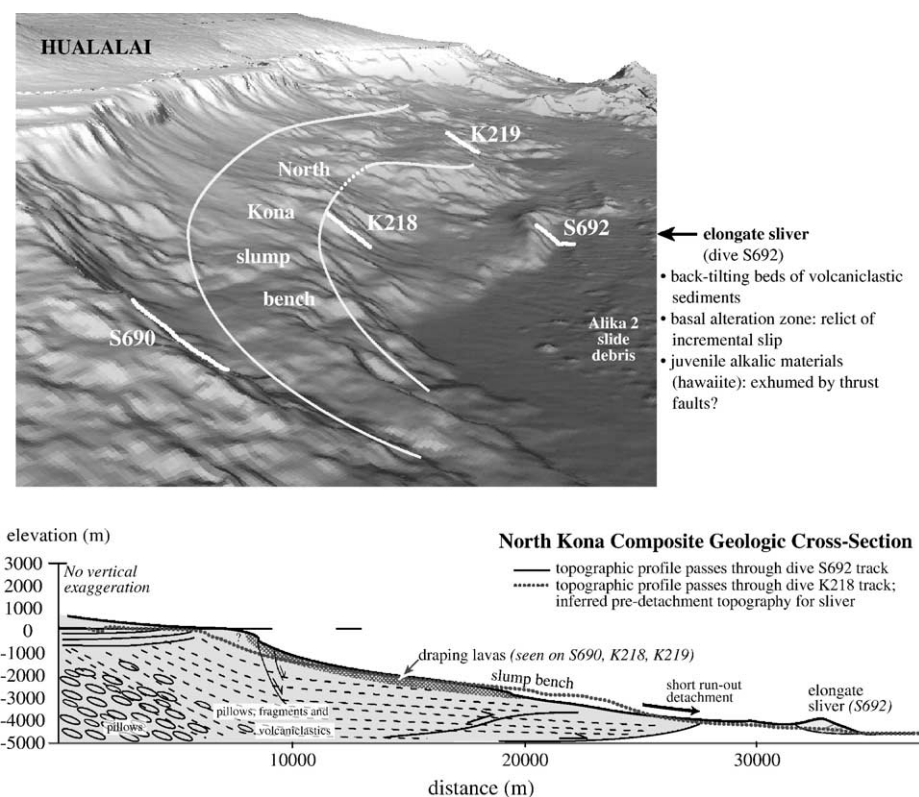 HUALALAI
K219
North
Kona
K218
S692
slump
bench
S690
Alika 2
slide
debris
elongate sliver
(dive S692)
• back-tilting beds of volcaniclastic
sediments
• basal alteration zone: relict of
incremental slip
• juvenile alkalic materials
(hawaiite): exhumed by thrust
faults?
elevation (m)
North Kona Composite Geologic Cross-Section
topographic profile passes through dive S692 track
topographic profile passes through dive K218 track;
inferred pre-detachment topography for sliver
3000
2000
1000
0
-1000
-2000
-3000
-4000
-5000
No vertical
exaggeration
?
draping lavas (seen on S690, K218, K219)
slump bench
short run-out
detachment
elongate
sliver (S692)
pillows
pillows, fragments and
volcaniclastics
10000
20000
30000
distance (m)